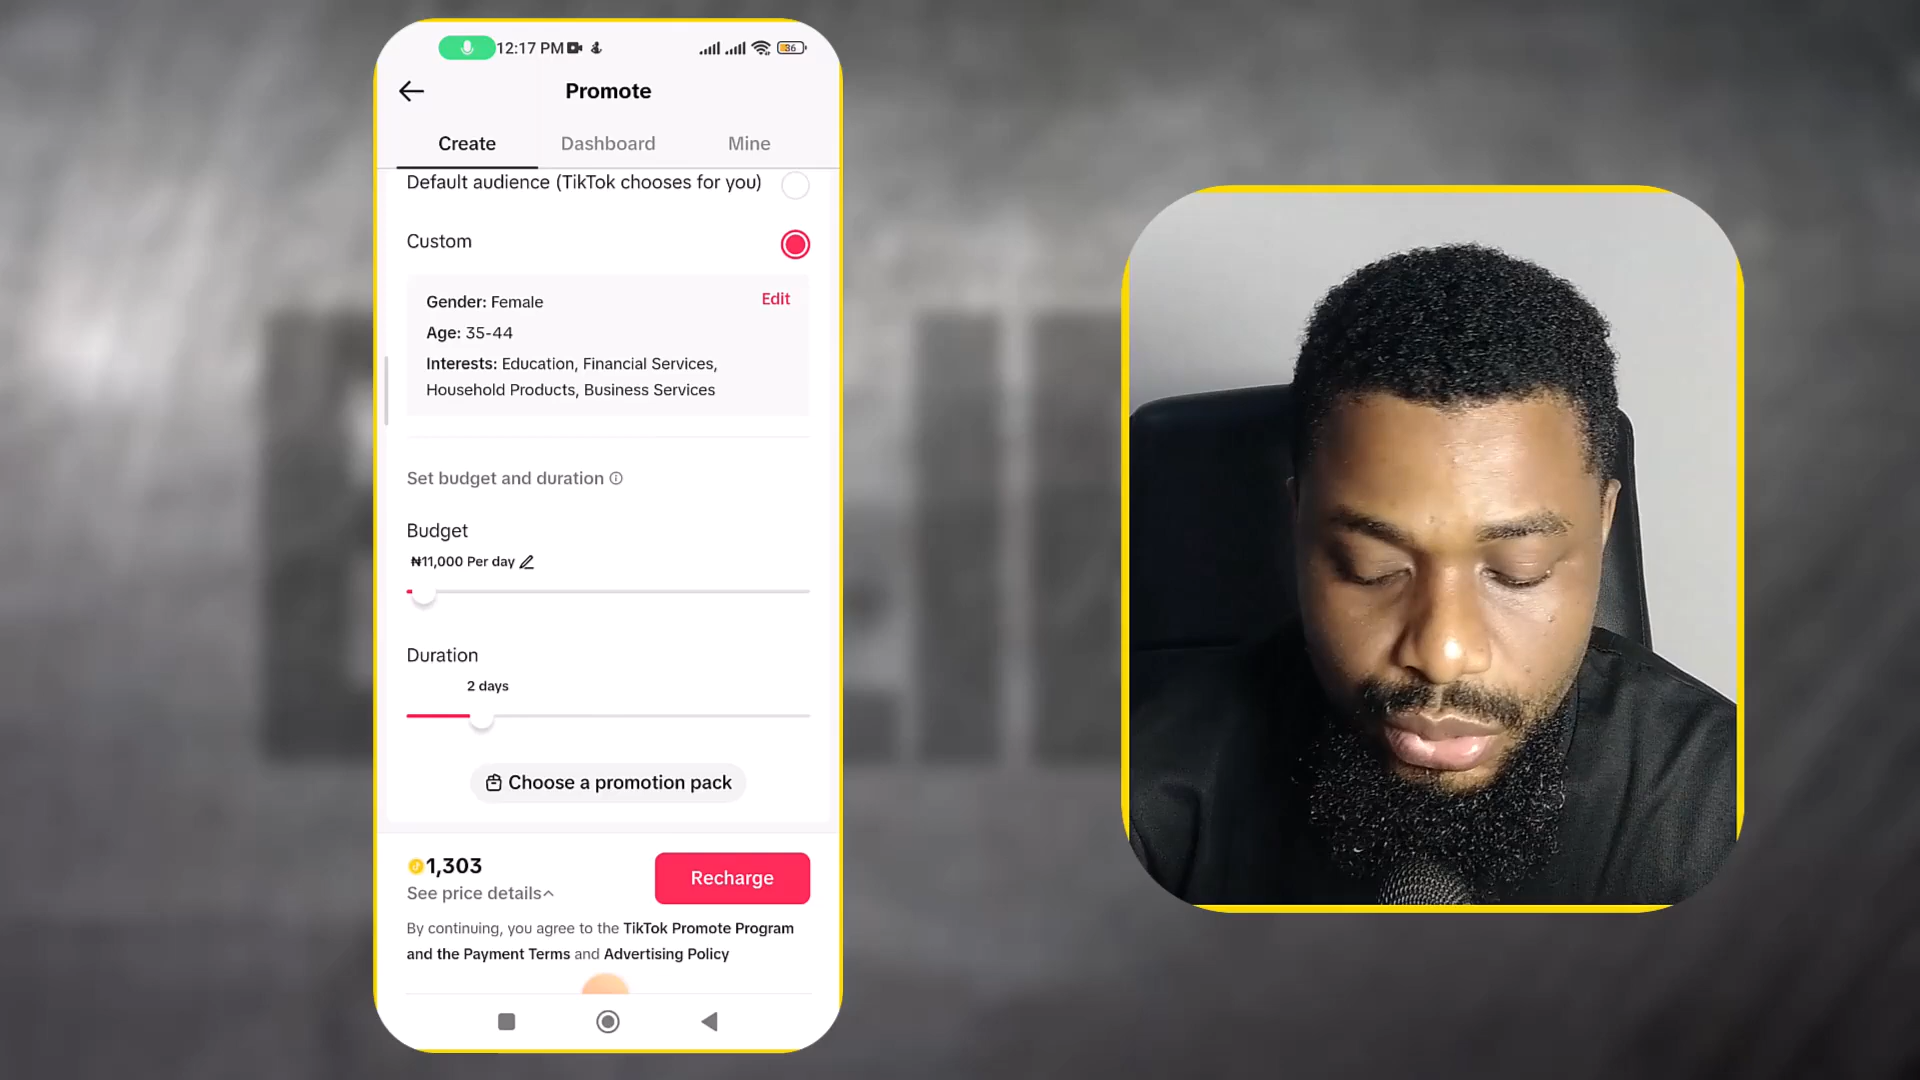 12:17 PM
36
Promote
Create
Dashboard
Mine
Default audience (TikTok chooses for you)
Custom
Gender: Female
Edit
Age: 35-44
Interests: Education, Financial Services,
Household Products, Business Services
Set budget and duration
Budget
₦11,000 Per day
Duration
2 days
Choose a promotion pack
1,303
See price details
Recharge
By continuing, you agree to the TikTok Promote Program
and the Payment Terms and Advertising Policy